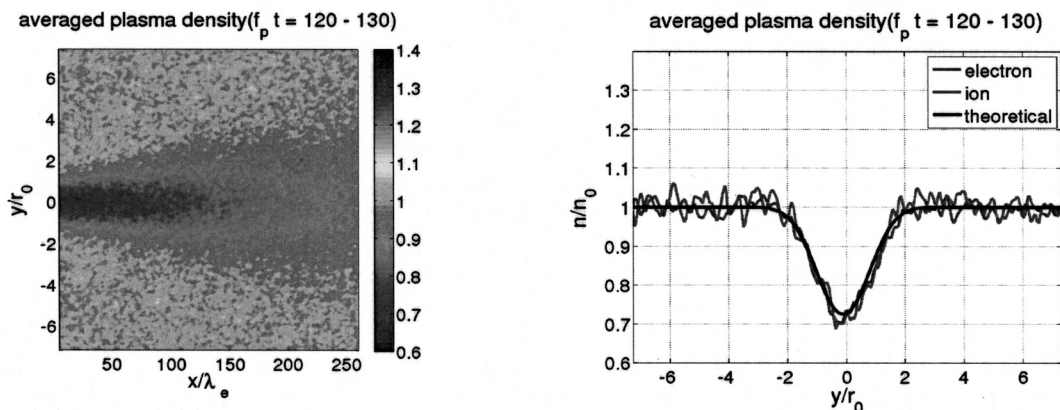 averaged plasma density(f_p t = 120 - 130)
y/r_0
6
4
2
0
-2
-4
-6
50 100 150 200 250
x/λ_e
1.4
1.3
1.2
1.1
1
0.9
0.8
0.7
0.6
averaged plasma density(f_p t = 120 - 130)
n/n_0
1.3
1.2
1.1
1
0.9
0.8
0.7
0.6
electron
ion
theoretical
-6 -4 -2 0 2 4 6
y/r_0